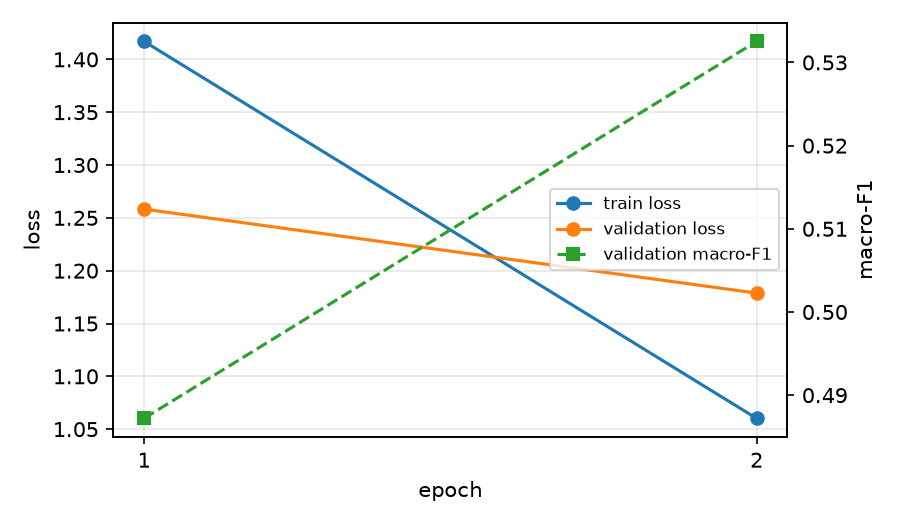 1.40
1.35
1.30
1.25
1.20
1.15
1.10
1.05
loss
0.53
0.52
0.51
0.50
0.49
macro-F1
train loss
validation loss
validation macro-F1
1
2
epoch